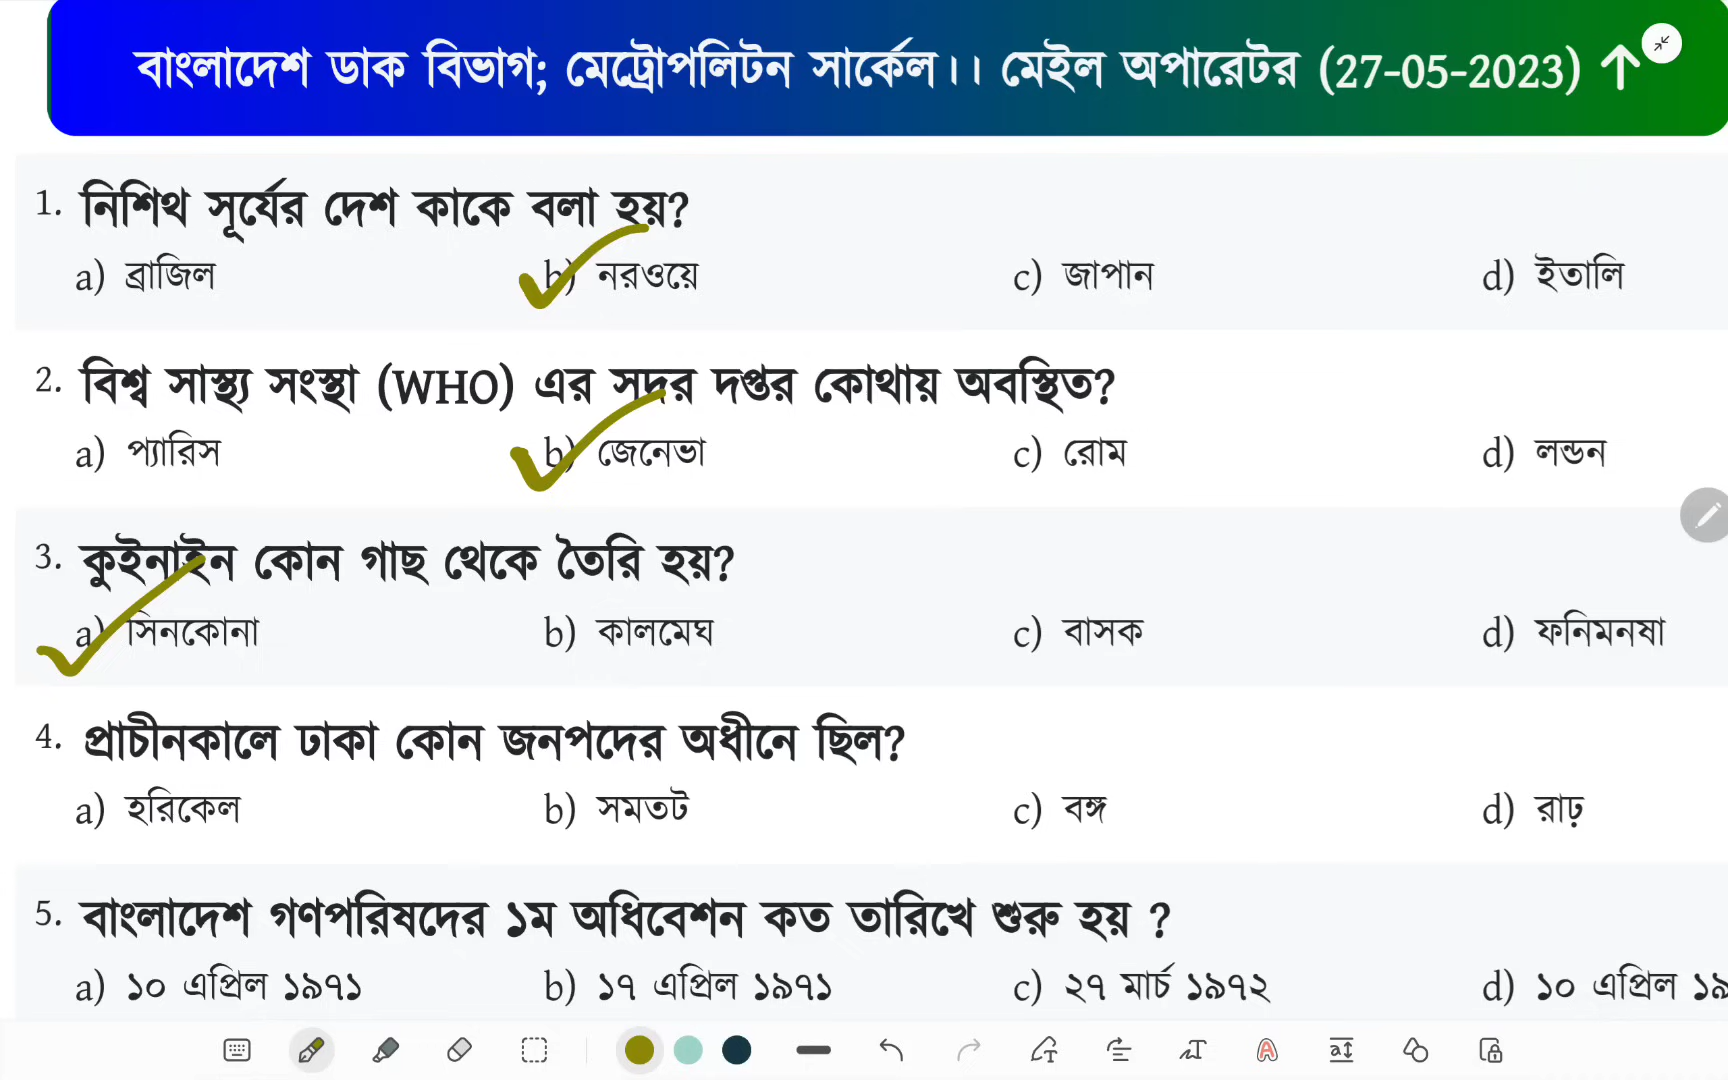 বাংলাদেশ ডাক বিভাগ; মেট্রোপলিটন সার্কেল।। মেইল অপারেটর (27-05-2023)
1. নিশিথ সূর্যের দেশ কাকে বলা হয়?
a) ব্রাজিল b) নরওয়ে c) জাপান d) ইতালি
2. বিশ্ব সাস্থ্য সংস্থা (WHO) এর সদর দপ্তর কোথায় অবস্থিত?
a) প্যারিস b) জেনেভা c) রোম d) লন্ডন
3. কুইনাইন কোন গাছ থেকে তৈরি হয়?
a) সিনকোনা b) কালমেঘ c) বাসক d) ফনিমনষা
4. প্রাচীনকালে ঢাকা কোন জনপদের অধীনে ছিল?
a) হরিকেল b) সমতট c) বঙ্গ d) রাঢ়
5. বাংলাদেশ গণপরিষদের ১ম অধিবেশন কত তারিখে শুরু হয় ?
a) ১০ এপ্রিল ১৯৭১ b) ১৭ এপ্রিল ১৯৭১ c) ২৭ মার্চ ১৯৭২ d) ১০ এপ্রিল ১৯